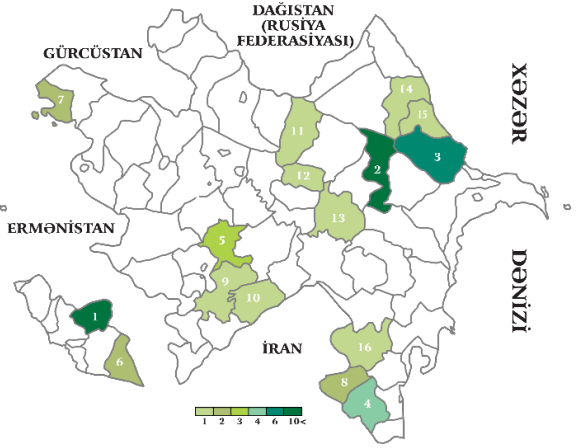 DAĞISTAN
(RUSİYA
FEDERASİYASI)
GÜRCÜSTAN
XƏZƏR
7
14
15
11
3
2
12
13
ERMƏNİSTAN
5
DƏNİZİ
9
10
1
İRAN
16
6
8
4
1 2 3 4 6 10<